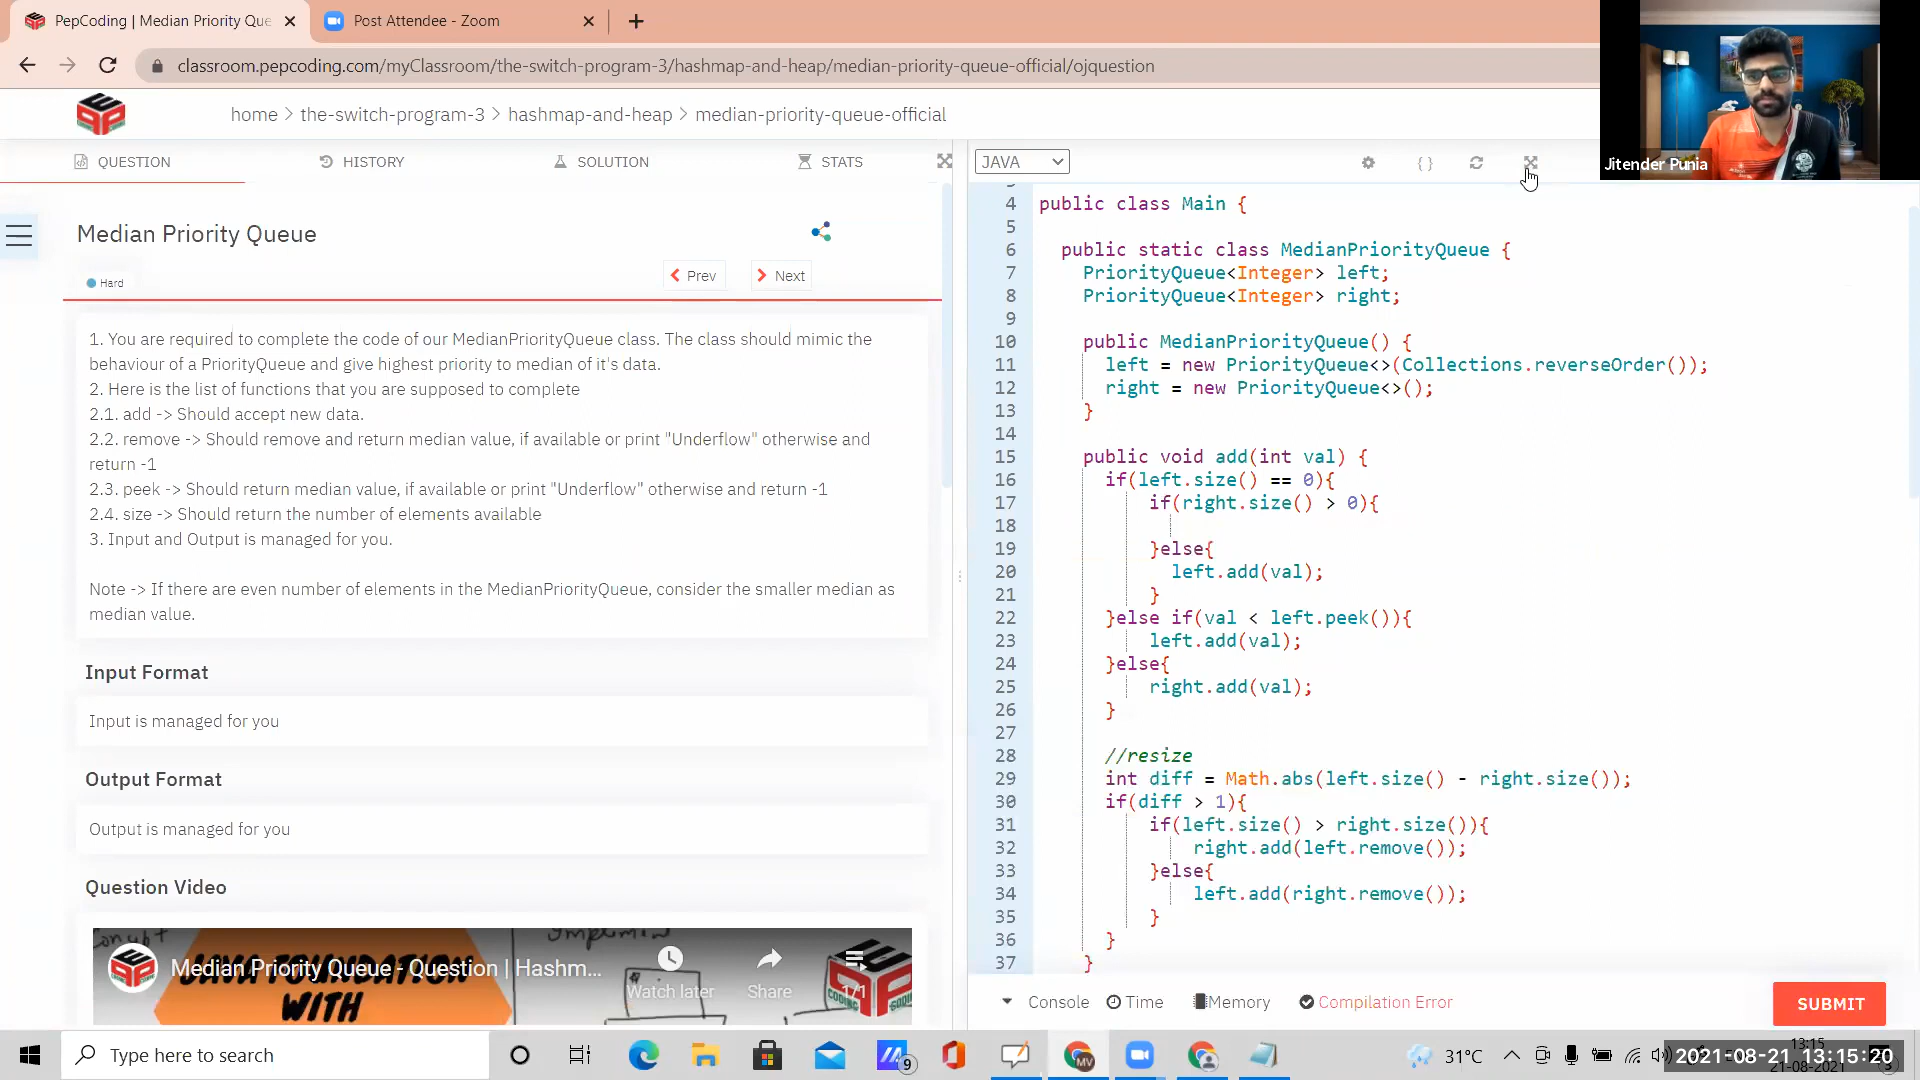 PepCoding | Median Priority Que
Post Attendee - Zoom
classroom.pepcoding.com/myClassroom/the-switch-program-3/hashmap-and-heap/median-priority-queue-official/ojquestion
home > the-switch-program-3 > hashmap-and-heap > median-priority-queue-official
Jitender Punia
QUESTION
HISTORY
SOLUTION
STATS
JAVA
Median Priority Queue
Hard
Prev
Next
1. You are required to complete the code of our MedianPriorityQueue class. The class should mimic the
behaviour of a PriorityQueue and give highest priority to median of it's data.
2. Here is the list of functions that you are supposed to complete
2.1. add -> Should accept new data.
2.2. remove -> Should remove and return median value, if available or print "Underflow" otherwise and
return -1
2.3. peek -> Should return median value, if available or print "Underflow" otherwise and return -1
2.4. size -> Should return the number of elements available
3. Input and Output is managed for you.
Note -> If there are even number of elements in the MedianPriorityQueue, consider the smaller median as
median value.
Input Format
Input is managed for you
Output Format
Output is managed for you
Question Video
Median Priority Queue - Question | Hashm...
JAVA FOUNDATION
WITH
Watch later
Share
1/1
4 public class Main {
5
6 public static class MedianPriorityQueue {
7 PriorityQueue<Integer> left;
8 PriorityQueue<Integer> right;
9
10 public MedianPriorityQueue() {
11 left = new PriorityQueue<>(Collections.reverseOrder());
12 right = new PriorityQueue<>();
13 }
14
15 public void add(int val) {
16 if(left.size() == 0){
17 if(right.size() > 0){
18
19 }else{
20 left.add(val);
21 }
22 }else if(val < left.peek()){
23 left.add(val);
24 }else{
25 right.add(val);
26 }
27
28 //resize
29 int diff = Math.abs(left.size() - right.size());
30 if(diff > 1){
31 if(left.size() > right.size()){
32 right.add(left.remove());
33 }else{
34 left.add(right.remove());
35 }
36 }
37 }
Console
Time
Memory
Compilation Error
SUBMIT
Type here to search
9
MV
31°C
13:15
21-08-2021
2021-08-21 13:15:20